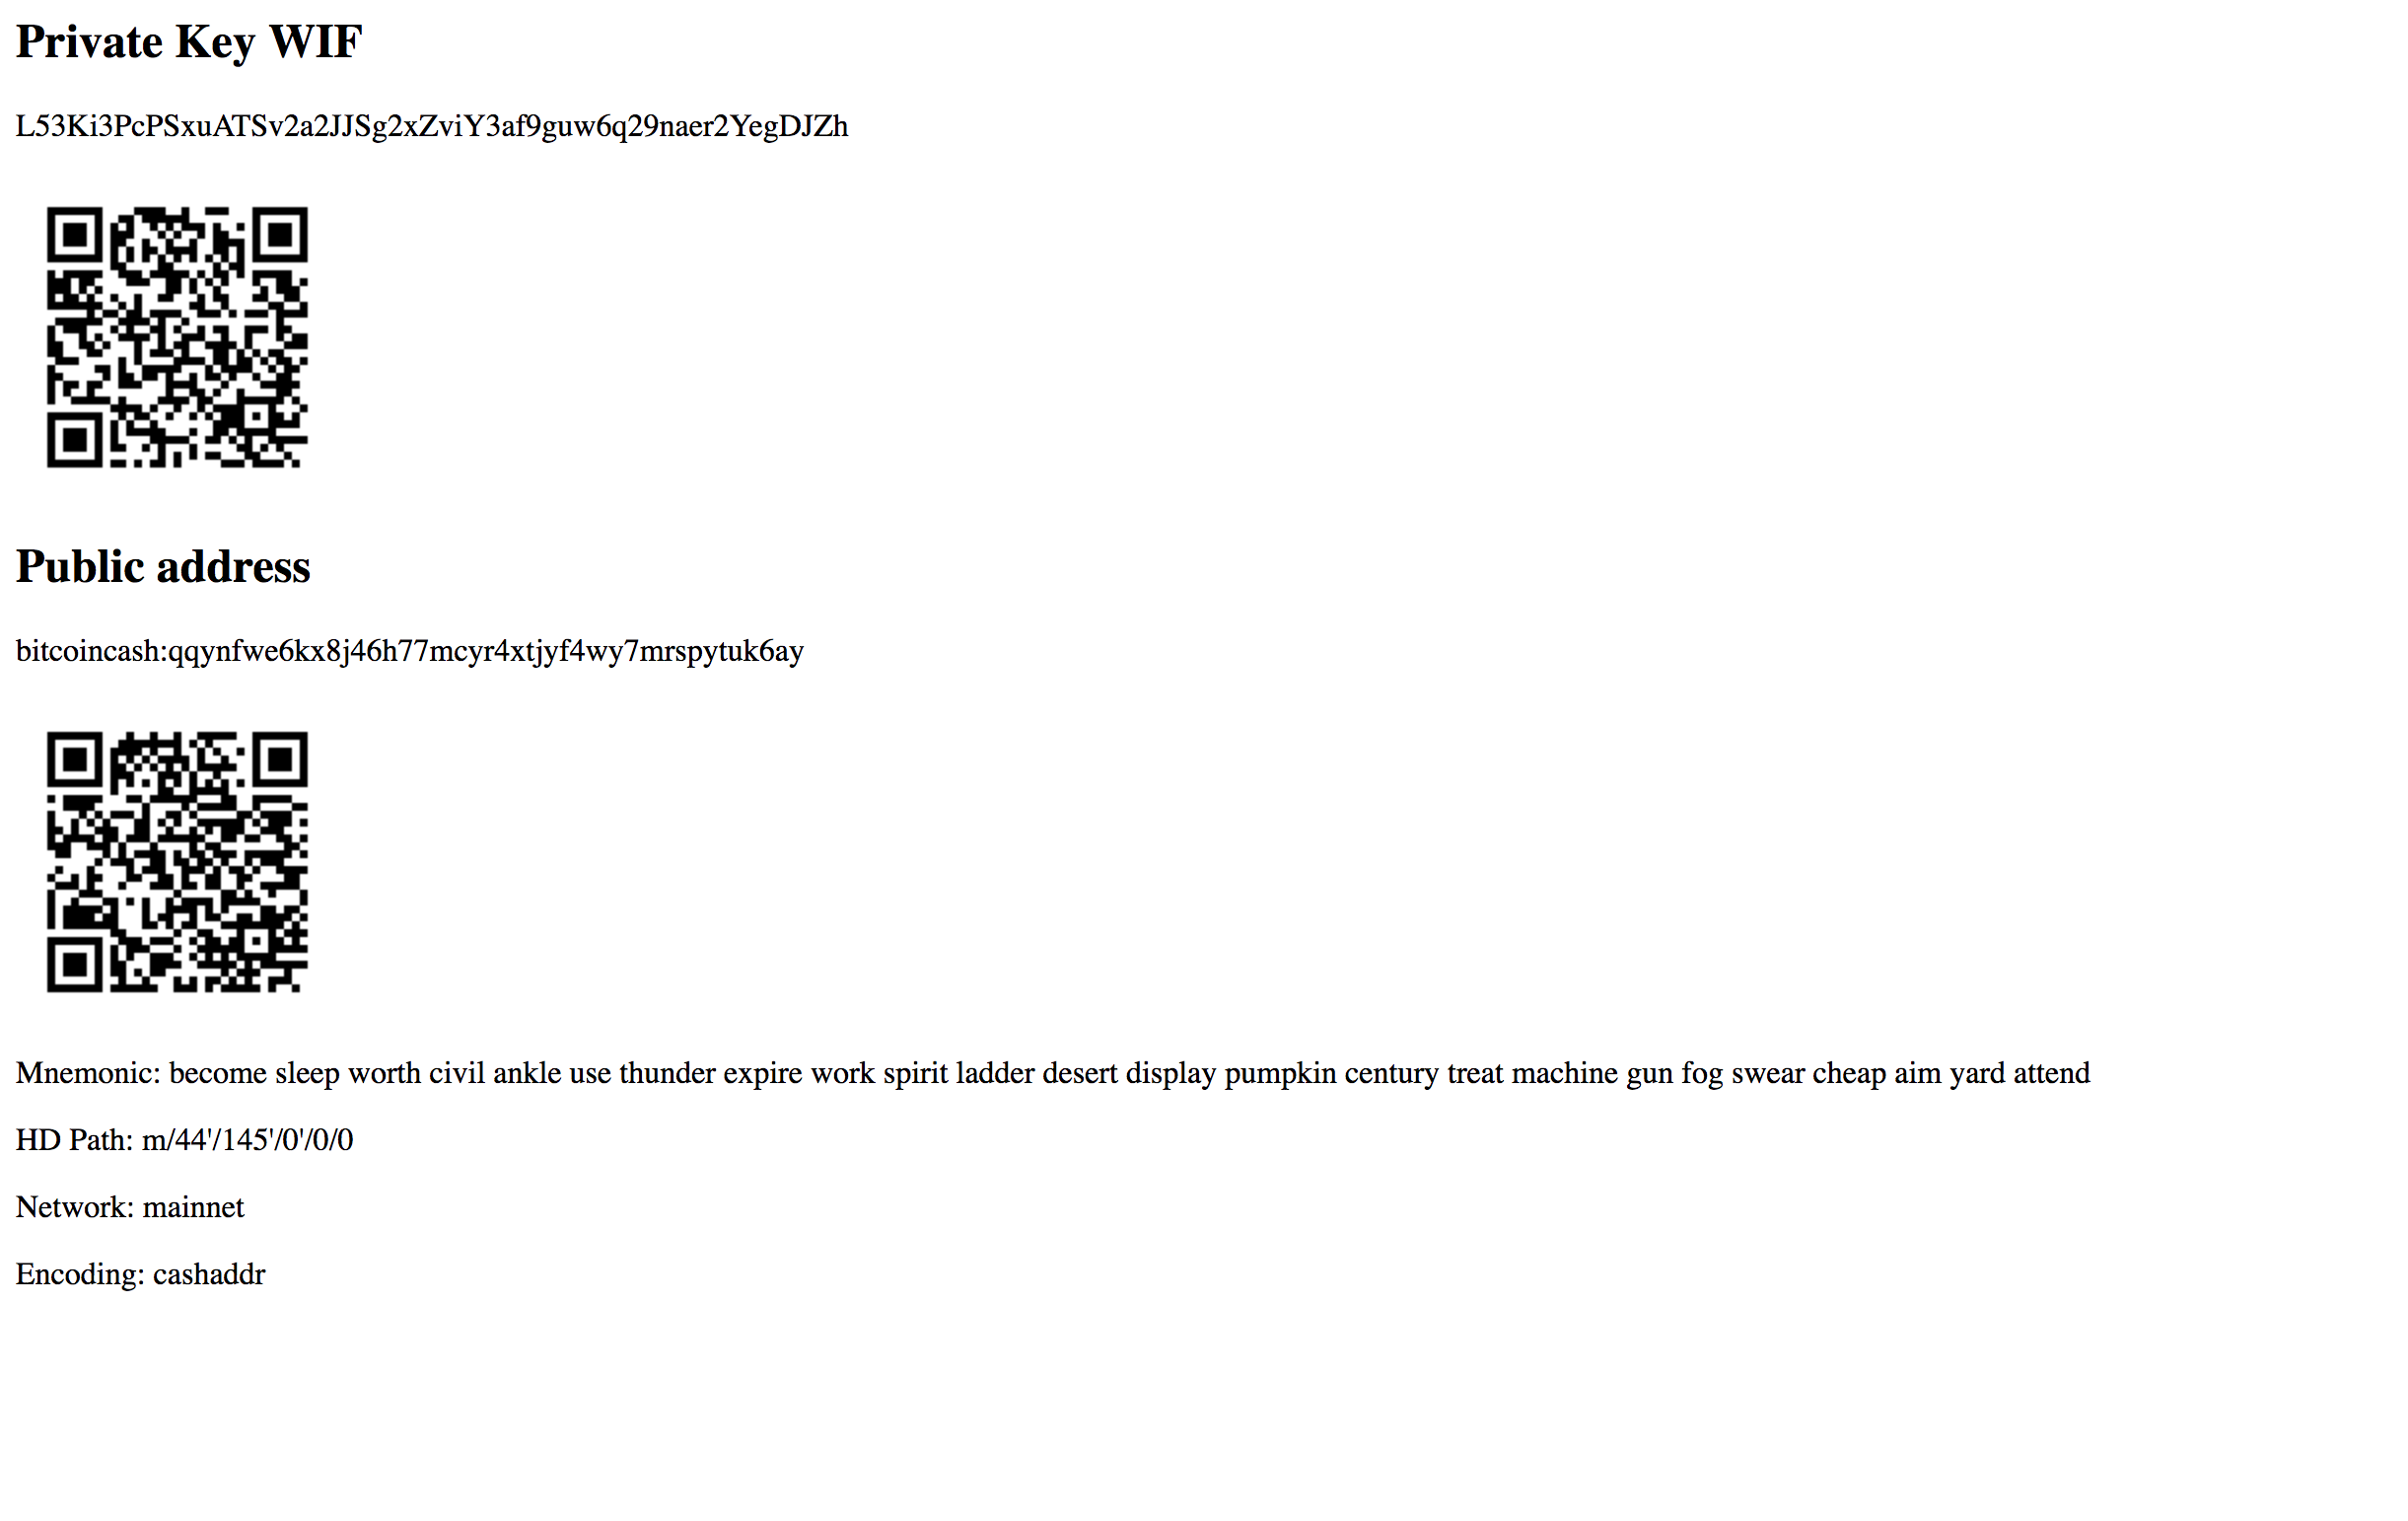 Private Key WIF
L53Ki3PcPSxuATSv2a2JJSg2xZviY3af9guw6q29naer2YegDJZh
Public address
bitcoincash:qqynfwe6kx8j46h77mcyr4xtjyf4wy7mrspytuk6ay
Mnemonic: become sleep worth civil ankle use thunder expire work spirit ladder desert display pumpkin century treat machine gun fog swear cheap aim yard attend
HD Path: m/44'/145'/0'/0/0
Network: mainnet
Encoding: cashaddr